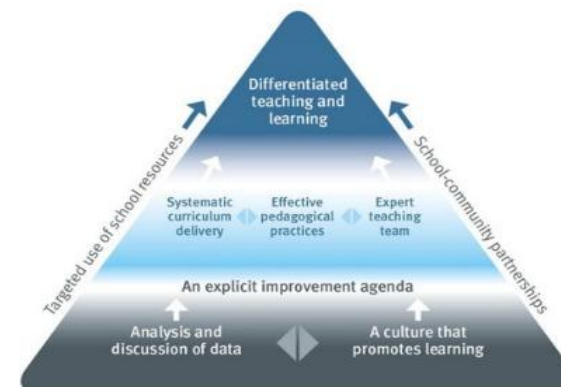 Differentiated
teaching and
learning
Targeted use of school resources
School-community partnerships
Systematic
curriculum
delivery
Effective
pedagogical
practices
Expert
teaching
team
An explicit improvement agenda
Analysis and
discussion of data
A culture that
promotes learning